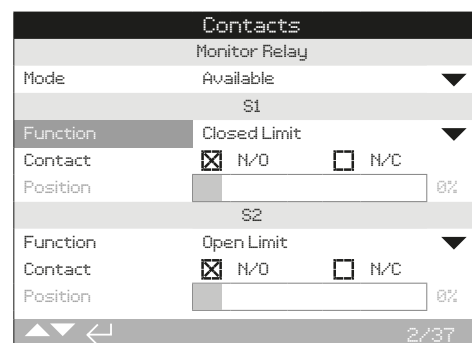 Contacts
Monitor Relay
Mode Available
S1
Function Closed Limit
Contact N/O N/C
Position 0%
S2
Function Open Limit
Contact N/O N/C
Position 0%
2/37